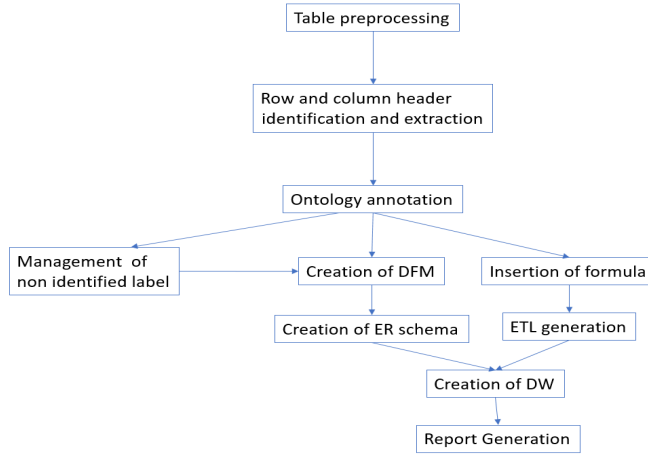 Table preprocessing
Row and column header
identification and extraction
Ontology annotation
Management of
non identified label
Creation of DFM
Insertion of formula
Creation of ER schema
ETL generation
Creation of DW
Report Generation